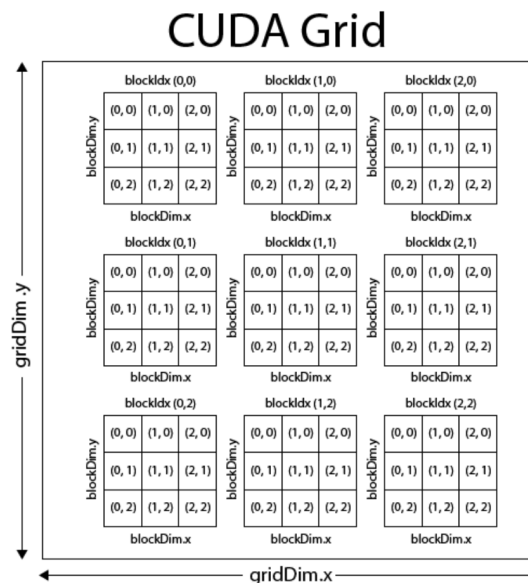 CUDA Grid
blockIdx (0,0) blockIdx (1,0) blockIdx (2,0)
blockDim.y (0, 0) (1, 0) (2, 0) blockDim.y (0, 0) (1, 0) (2, 0) blockDim.y (0, 0) (1, 0) (2, 0)
(0, 1) (1, 1) (2, 1) (0, 1) (1, 1) (2, 1) (0, 1) (1, 1) (2, 1)
(0, 2) (1, 2) (2, 2) (0, 2) (1, 2) (2, 2) (0, 2) (1, 2) (2, 2)
blockDim.x blockDim.x blockDim.x
gridDim .y
blockIdx (0,1) blockIdx (1,1) blockIdx (2,1)
blockDim.y (0, 0) (1, 0) (2, 0) blockDim.y (0, 0) (1, 0) (2, 0) blockDim.y (0, 0) (1, 0) (2, 0)
(0, 1) (1, 1) (2, 1) (0, 1) (1, 1) (2, 1) (0, 1) (1, 1) (2, 1)
(0, 2) (1, 2) (2, 2) (0, 2) (1, 2) (2, 2) (0, 2) (1, 2) (2, 2)
blockDim.x blockDim.x blockDim.x
blockIdx (0,2) blockIdx (1,2) blockIdx (2,2)
blockDim.y (0, 0) (1, 0) (2, 0) blockDim.y (0, 0) (1, 0) (2, 0) blockDim.y (0, 0) (1, 0) (2, 0)
(0, 1) (1, 1) (2, 1) (0, 1) (1, 1) (2, 1) (0, 1) (1, 1) (2, 1)
(0, 2) (1, 2) (2, 2) (0, 2) (1, 2) (2, 2) (0, 2) (1, 2) (2, 2)
blockDim.x blockDim.x blockDim.x
gridDim.x